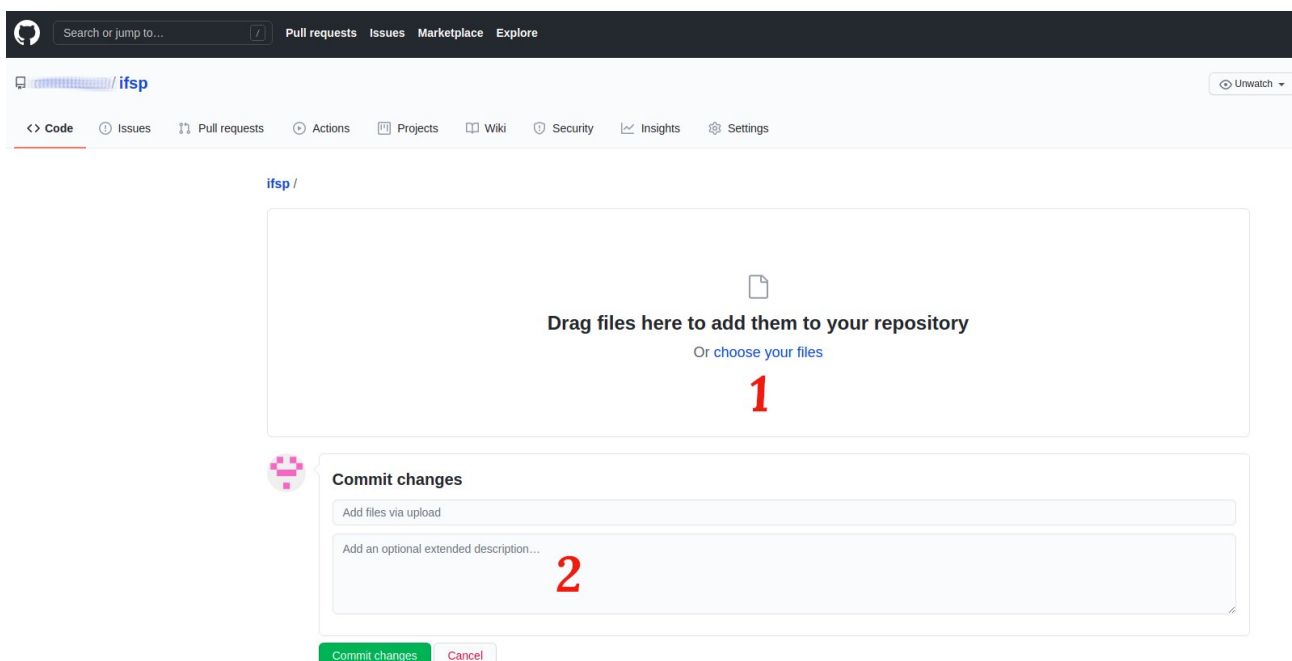 Search or jump to… / Pull requests Issues Marketplace Explore
/ ifsp
Unwatch
<> Code Issues Pull requests Actions Projects Wiki Security Insights Settings
ifsp /
Drag files here to add them to your repository
Or choose your files
1
Commit changes
Add files via upload
Add an optional extended description…
2
Commit changes Cancel